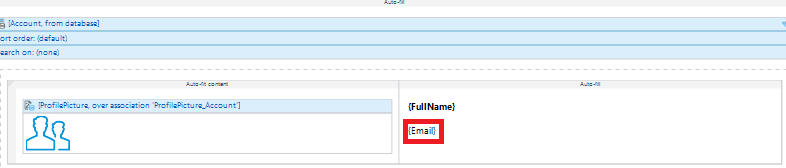 Auto-fill
[Account, from database]
ort order: (default)
earch on: (none)
Auto-fit content
Auto-fill
[ProfilePicture, over association 'ProfilePicture_Account']
{FullName}
{Email}